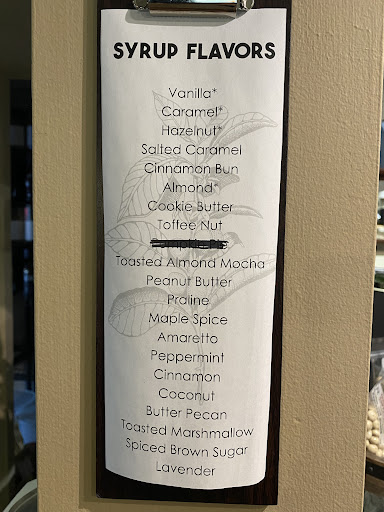 SYRUP FLAVORS
Vanilla*
Caramel*
Hazelnut*
Salted Caramel
Cinnamon Bun
Almond*
Cookie Butter
Toffee Nut
Toasted Almond Mocha
Peanut Butter
Praline
Maple Spice
Amaretto
Peppermint
Cinnamon
Coconut
Butter Pecan
Toasted Marshmallow
Spiced Brown Sugar
Lavender